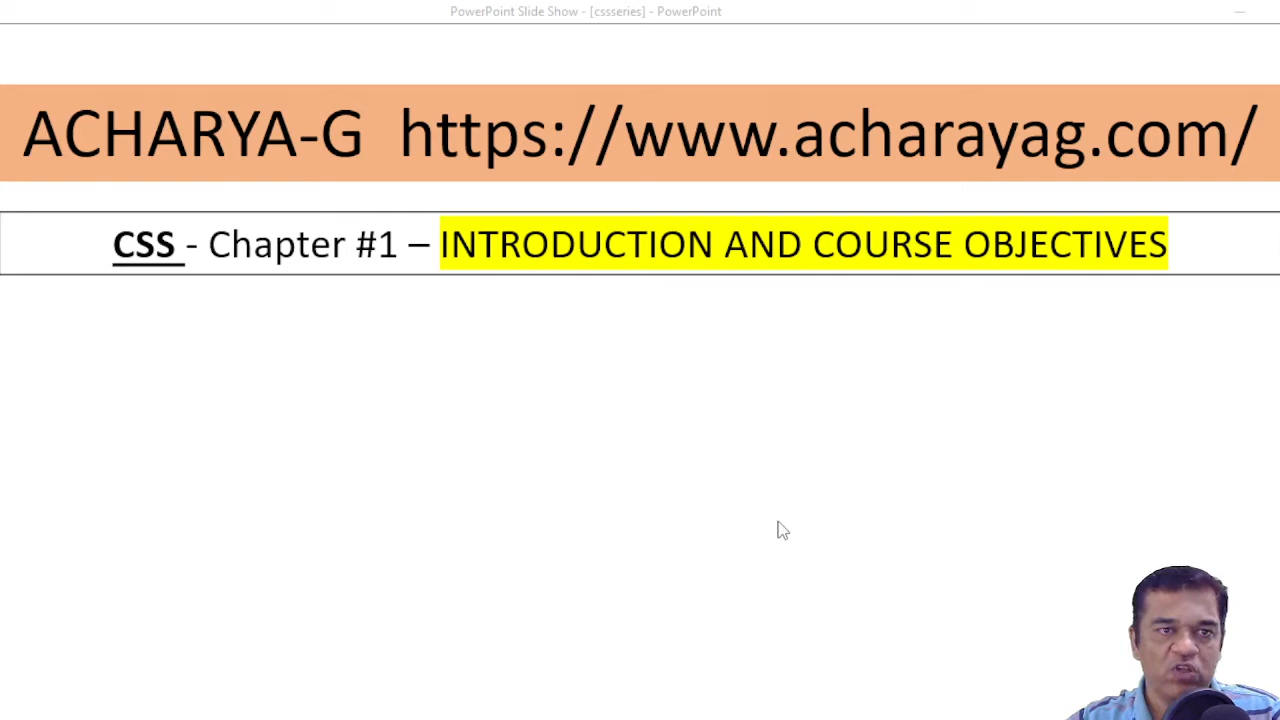 PowerPoint Slide Show - [cssseries] - PowerPoint
ACHARYA-G https://www.acharayag.com/
CSS - Chapter #1 – INTRODUCTION AND COURSE OBJECTIVES